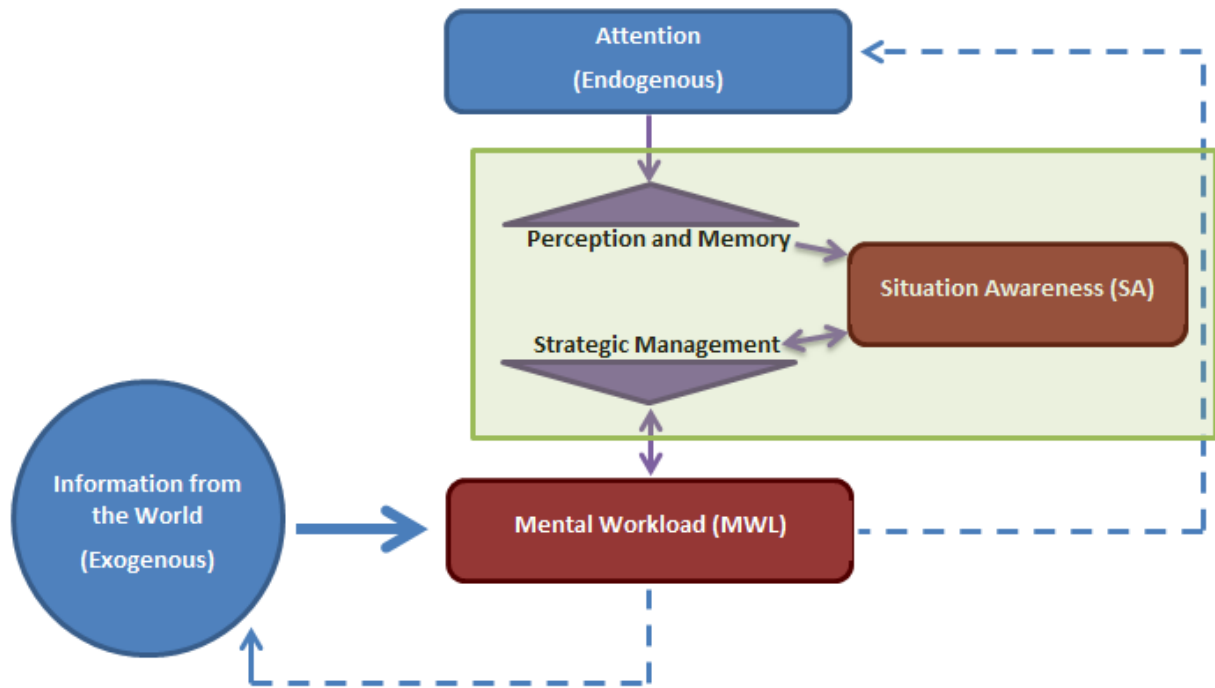 Attention
(Endogenous)
Perception and Memory
Situation Awareness (SA)
Strategic Management
Information from
the World
(Exogenous)
Mental Workload (MWL)